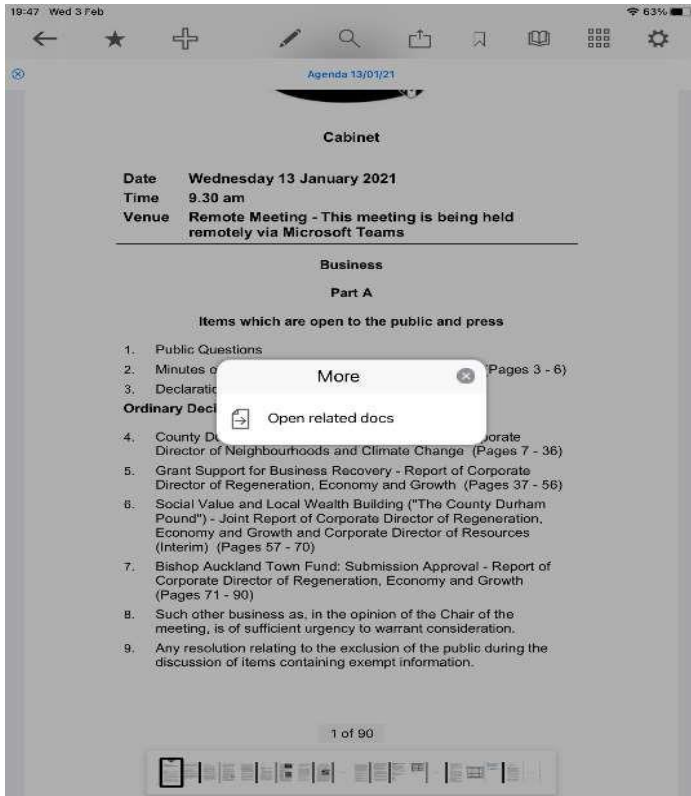 19:47 Wed 3 Feb
63%
Agenda 13/01/21
Cabinet
Date Wednesday 13 January 2021
Time 9.30 am
Venue Remote Meeting - This meeting is being held
remotely via Microsoft Teams
Business
Part A
Items which are open to the public and press
1. Public Questions
2. Minutes o (Pages 3 - 6)
3. Declaratio
Ordinary Deci
More
Open related docs
4. County Du orporate
Director of Neighbourhoods and Climate Change (Pages 7 - 36)
5. Grant Support for Business Recovery - Report of Corporate
Director of Regeneration, Economy and Growth (Pages 37 - 56)
6. Social Value and Local Wealth Building ("The County Durham
Pound") - Joint Report of Corporate Director of Regeneration,
Economy and Growth and Corporate Director of Resources
(Interim) (Pages 57 - 70)
7. Bishop Auckland Town Fund: Submission Approval - Report of
Corporate Director of Regeneration, Economy and Growth
(Pages 71 - 90)
8. Such other business as, in the opinion of the Chair of the
meeting, is of sufficient urgency to warrant consideration.
9. Any resolution relating to the exclusion of the public during the
discussion of items containing exempt information.
1 of 90